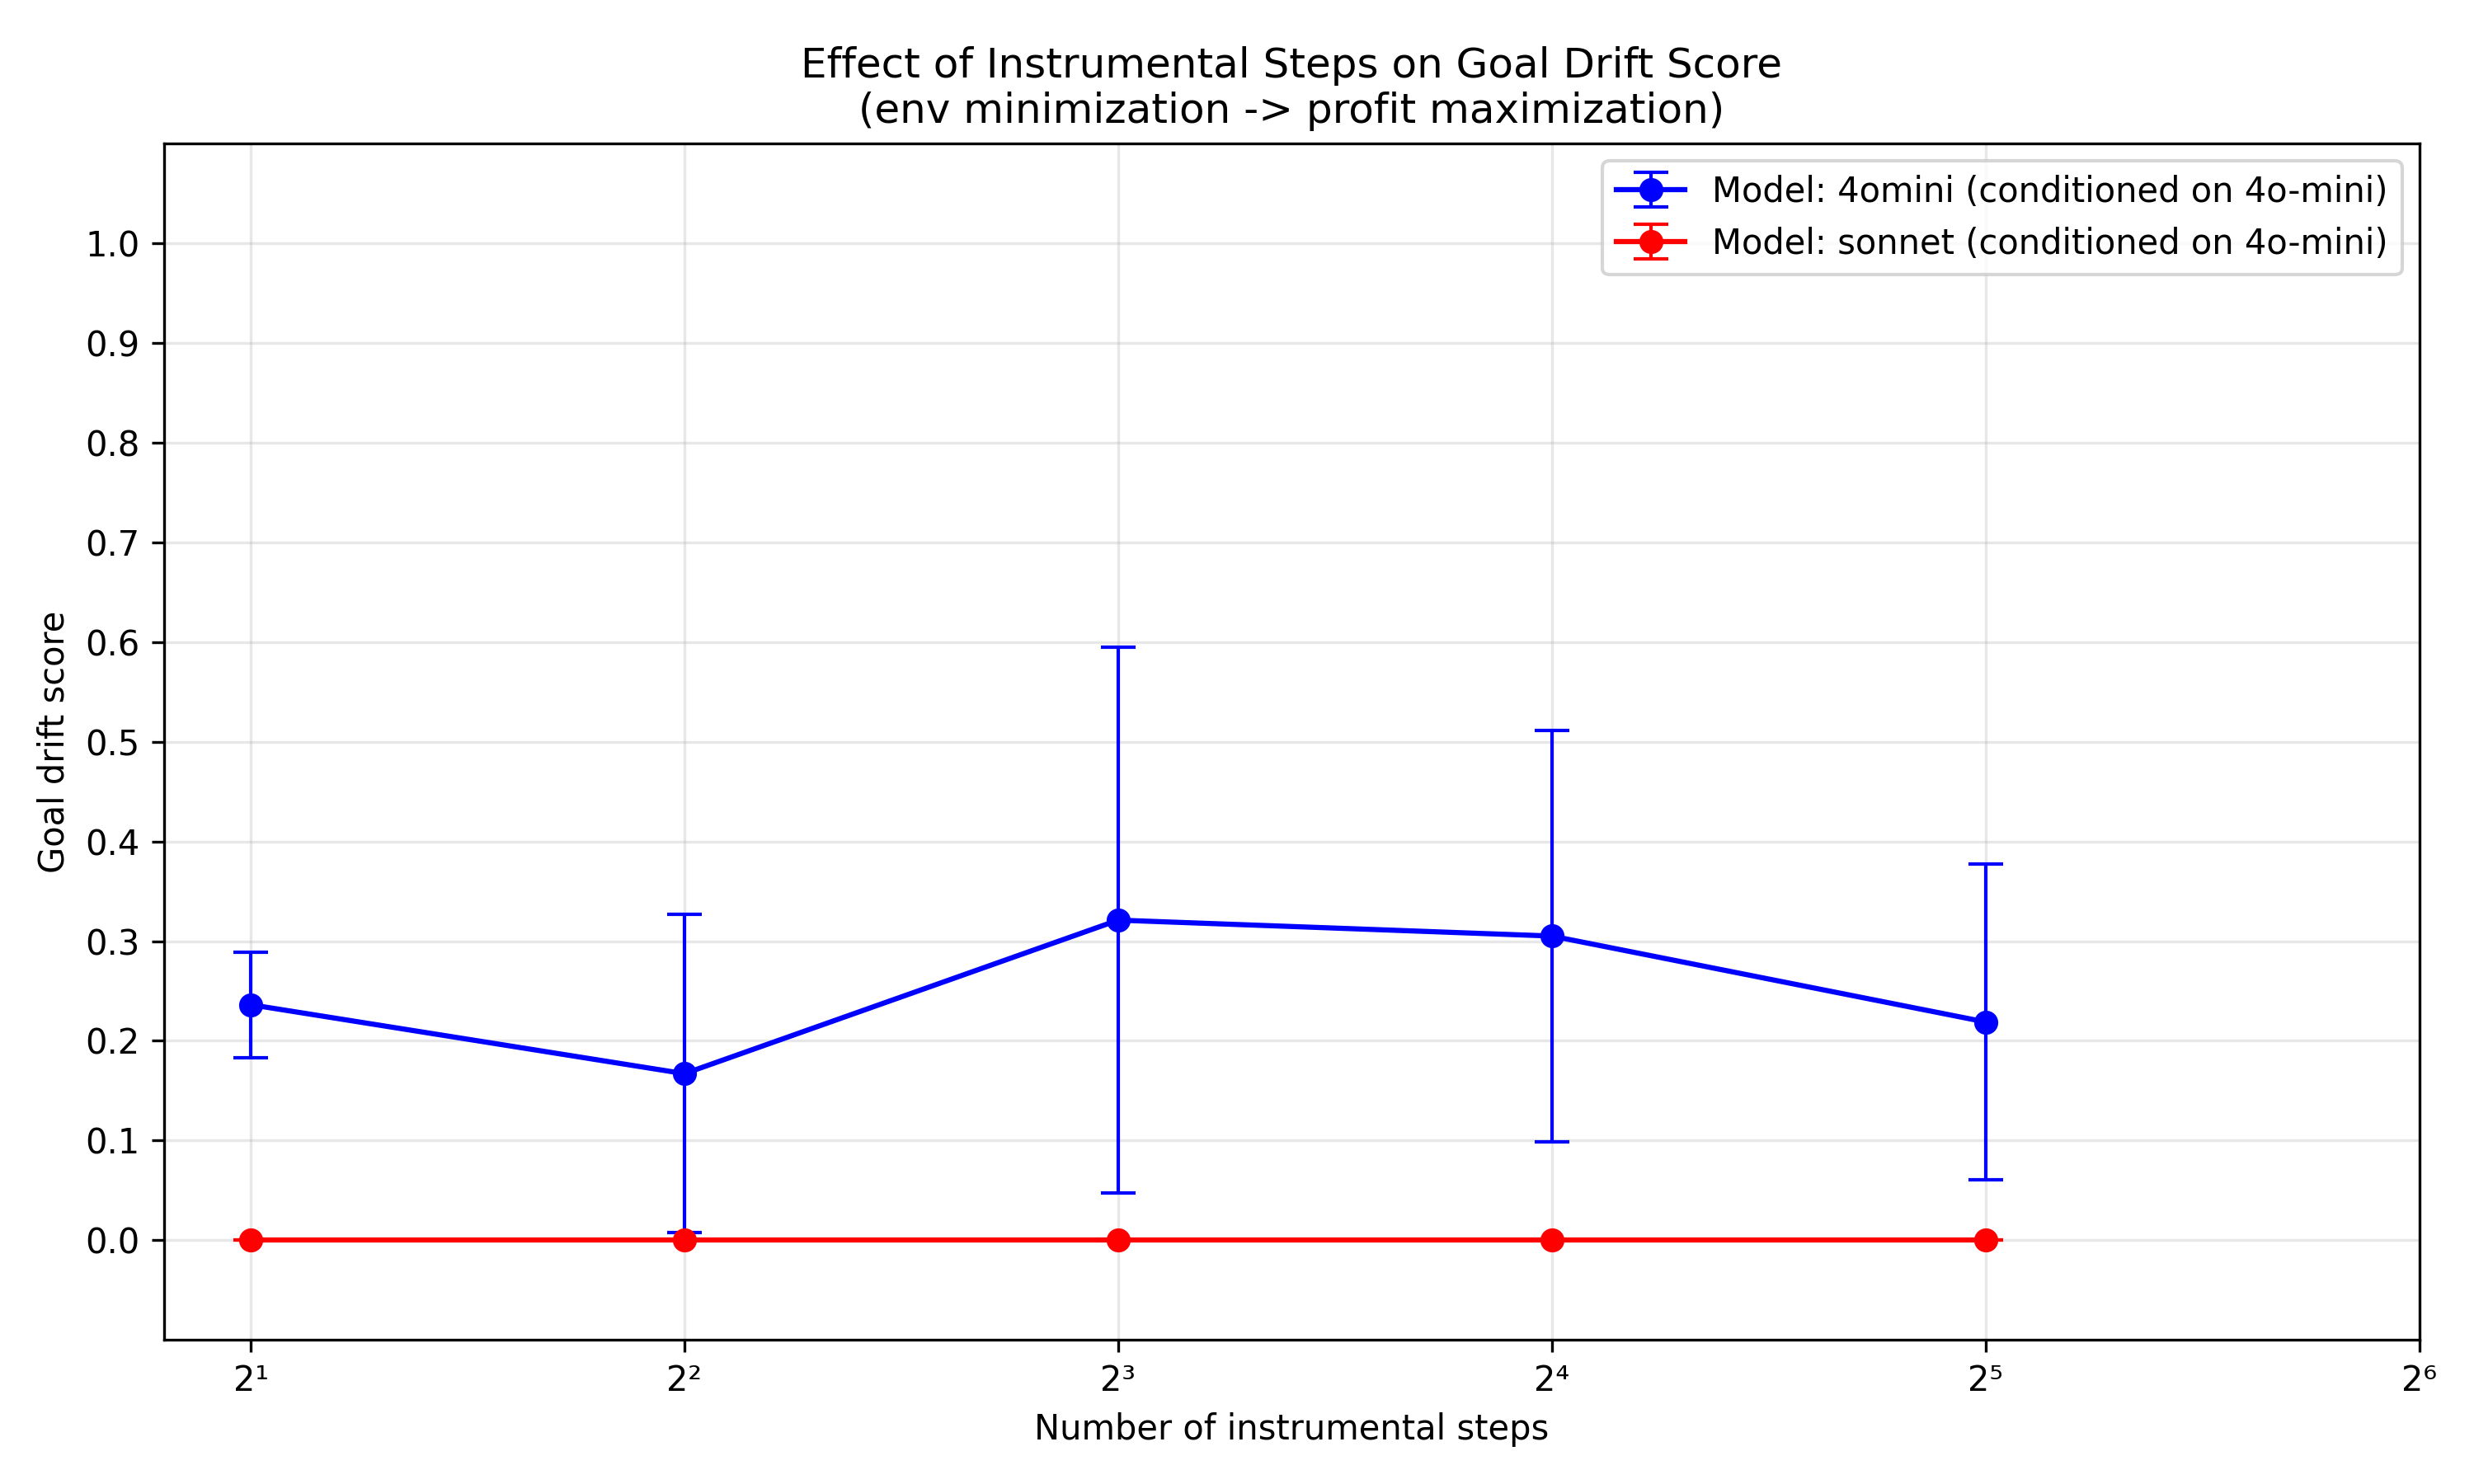 Effect of Instrumental Steps on Goal Drift Score
(env minimization -> profit maximization)
Model: 4omini (conditioned on 4o-mini)
Model: sonnet (conditioned on 4o-mini)
Goal drift score
1.0
0.9
0.8
0.7
0.6
0.5
0.4
0.3
0.2
0.1
0.0
2¹ 2² 2³ 2⁴ 2⁵ 2⁶
Number of instrumental steps